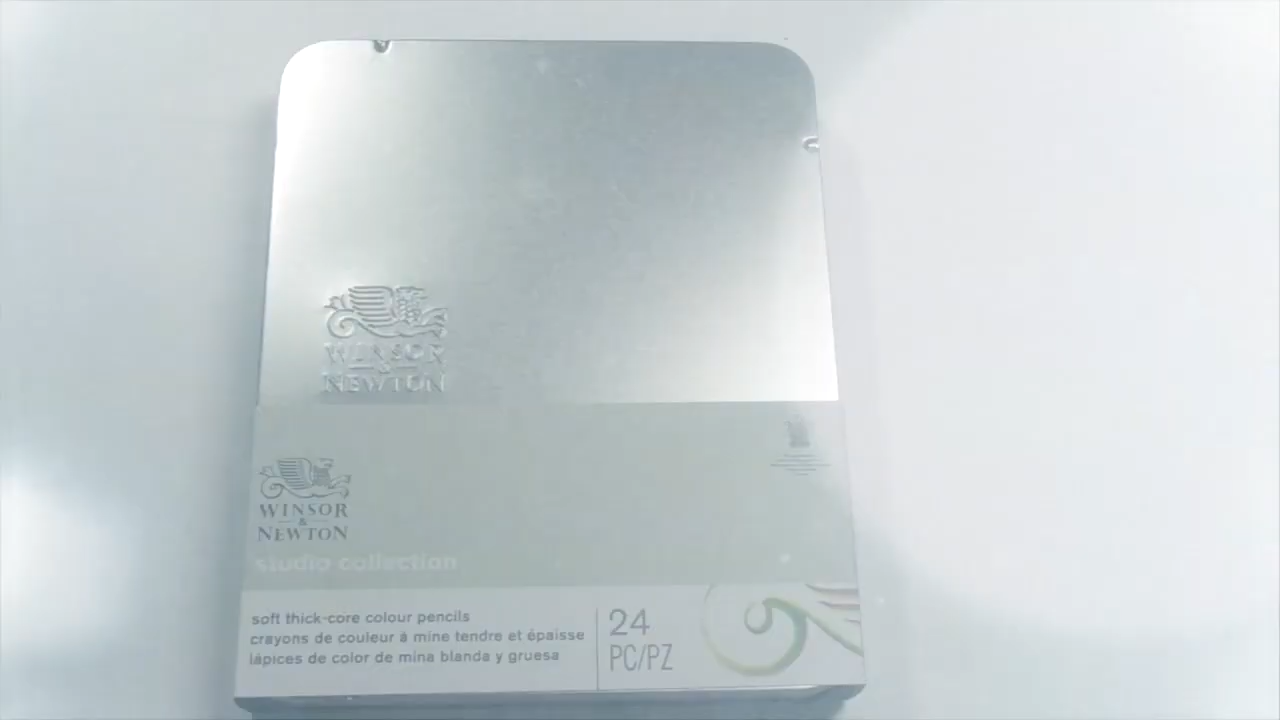 WINSOR
&
NEWTON
WINSOR
&
NEWTON
studio collection
soft thick-core colour pencils
crayons de couleur à mine tendre et épaisse
lápices de color de mina blanda y gruesa
24
PC/PZ